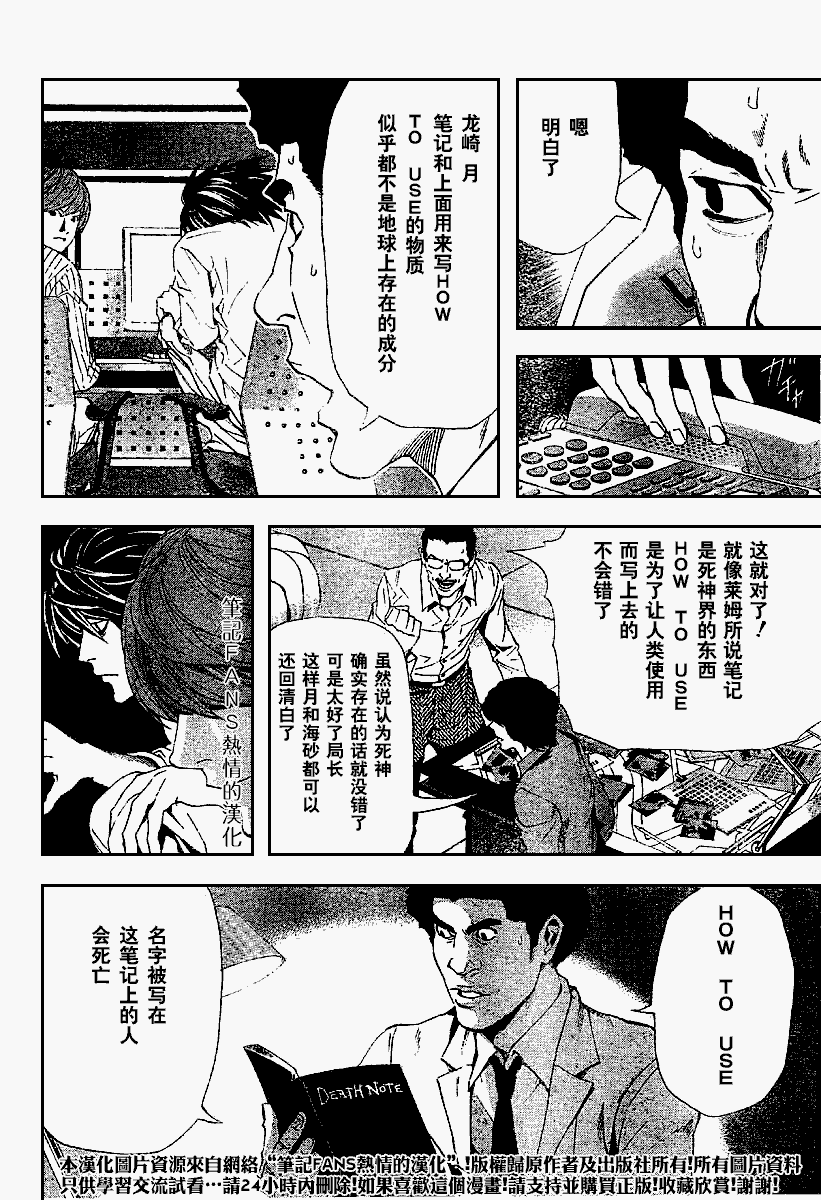 嗯
明白了
龙崎 月
笔记和上面用来写HOW
TO USE的物质
似乎都不是地球上存在的成分
ガチャ
这就对了!
就像莱姆所说笔记
是死神界的东西
HOW TO USE
是为了让人类使用
而写上去的
不会错了
虽然说认为死神
确实存在的话就没错了
可是太好了局长
这样月和海砂都可以
还回清白了
筆記FANS熱情的漢化
HOW TO USE
名字被写在
这笔记上的人
会死亡
DEATH NOTE
本漢化圖片資源來自網絡/“筆記FANS熱情的漢化”!版權歸原作者及出版社所有!所有圖片資料
只供學習交流試看…請24小時內刪除!如果喜歡這個漫畫!請支持並購買正版!收藏欣賞!謝謝!